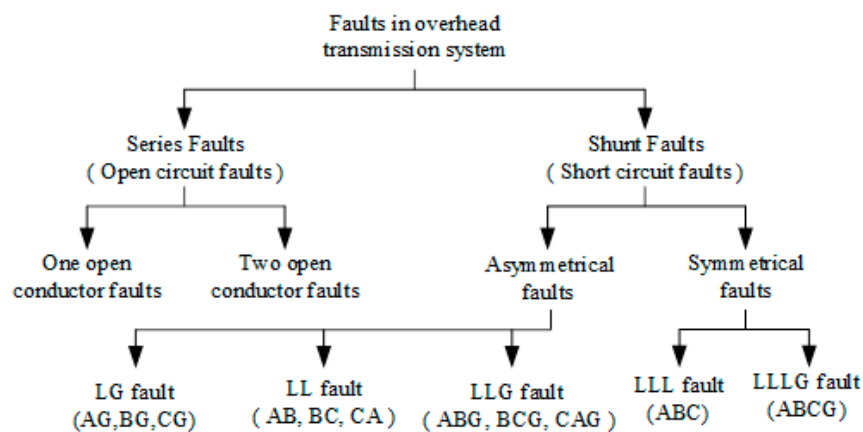 Faults in overhead
transmission system
Series Faults
( Open circuit faults)
Shunt Faults
( Short circuit faults)
One open
conductor faults
Two open
conductor faults
Asymmetrical
faults
Symmetrical
faults
LG fault
(AG,BG,CG)
LL fault
( AB, BC, CA )
LLG fault
( ABG, BCG, CAG )
LLL fault
(ABC)
LLLG fault
(ABCG)